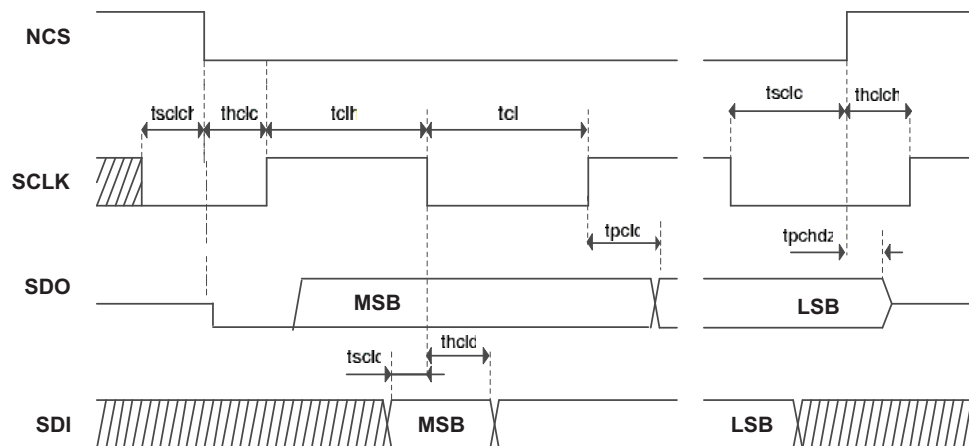 NCS
tsclch thclc tclh tcl tsclc thclch
SCLK
tpclc tpchdz
SDO MSB LSB
tsclc thcld
SDI MSB LSB